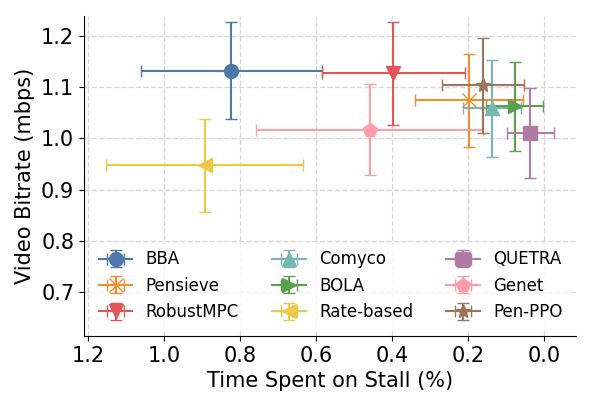 Video Bitrate (mbps)
1.2
1.1
1.0
0.9
0.8
0.7
BBA Comyco QUETRA
Pensieve BOLA Genet
RobustMPC Rate-based Pen-PPO
1.2 1.0 0.8 0.6 0.4 0.2 0.0
Time Spent on Stall (%)